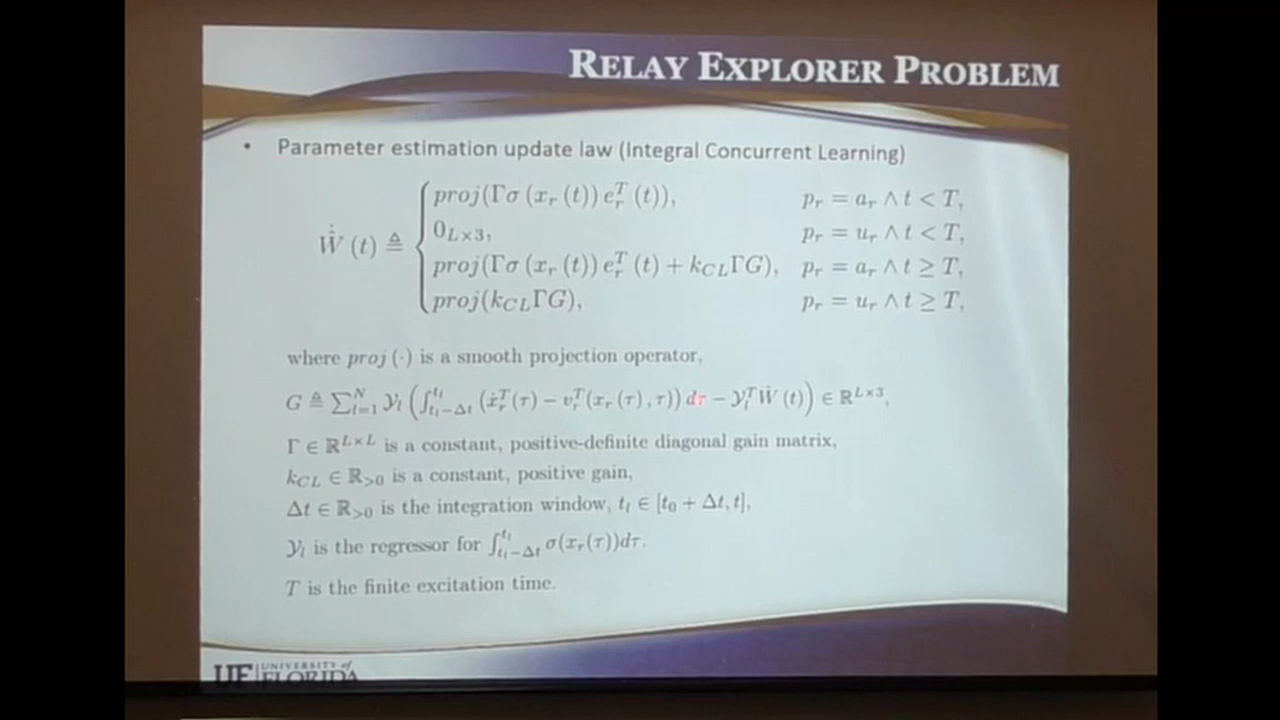 RELAY EXPLORER PROBLEM
• Parameter estimation update law (Integral Concurrent Learning)
Ẇ̂ (t) ≜ { proj(Γσ (x_r (t)) e_r^T (t)), p_r = a_r ∧ t < T,
0_{L×3}, p_r = u_r ∧ t < T,
proj(Γσ (x_r (t)) e_r^T (t) + k_{CL}ΓG), p_r = a_r ∧ t ≥ T,
proj(k_{CL}ΓG), p_r = u_r ∧ t ≥ T,
where proj (·) is a smooth projection operator,
G ≜ ∑_{l=1}^N 𝒴_l (∫_{t_l−Δt}^{t_l} (ẋ_r^T(τ) − v_r^T(x_r (τ) , τ)) dτ − 𝒴_l^T Ŵ (t)) ∈ ℝ^{L×3},
Γ ∈ ℝ^{L×L} is a constant, positive-definite diagonal gain matrix,
k_{CL} ∈ ℝ_{>0} is a constant, positive gain,
Δt ∈ ℝ_{>0} is the integration window, t_l ∈ [t_0 + Δt, t],
𝒴_l is the regressor for ∫_{t_l−Δt}^{t_l} σ(x_r(τ))dτ.
T is the finite excitation time.
UF UNIVERSITY of
FLORIDA